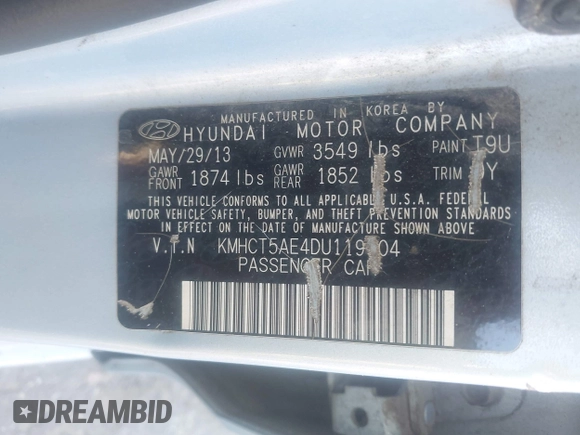 MANUFACTURED IN KOREA BY
HYUNDAI MOTOR COMPANY
MAY/29/13 GVWR 3549 lbs PAINT T9U
GAWR FRONT 1874 lbs GAWR REAR 1852 lbs TRIM
THIS VEHICLE CONFORMS TO ALL APPLICABLE U.S.A. FEDERAL
MOTOR VEHICLE SAFETY, BUMPER, AND THEFT PREVENTION STANDARDS
IN EFFECT ON THE DATE OF MANUFACTURE SHOWN ABOVE
V.I.N
PASSENGER CAR
DREAMBID